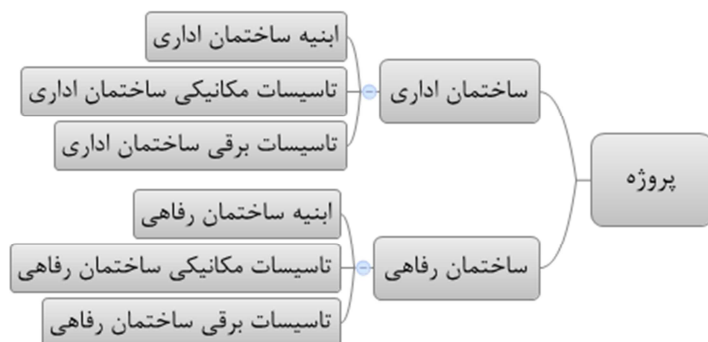 پروژه
ساختمان اداری
ابنیه ساختمان اداری
تاسیسات مکانیکی ساختمان اداری
تاسیسات برقی ساختمان اداری
ساختمان رفاهی
ابنیه ساختمان رفاهی
تاسیسات مکانیکی ساختمان رفاهی
تاسیسات برقی ساختمان رفاهی